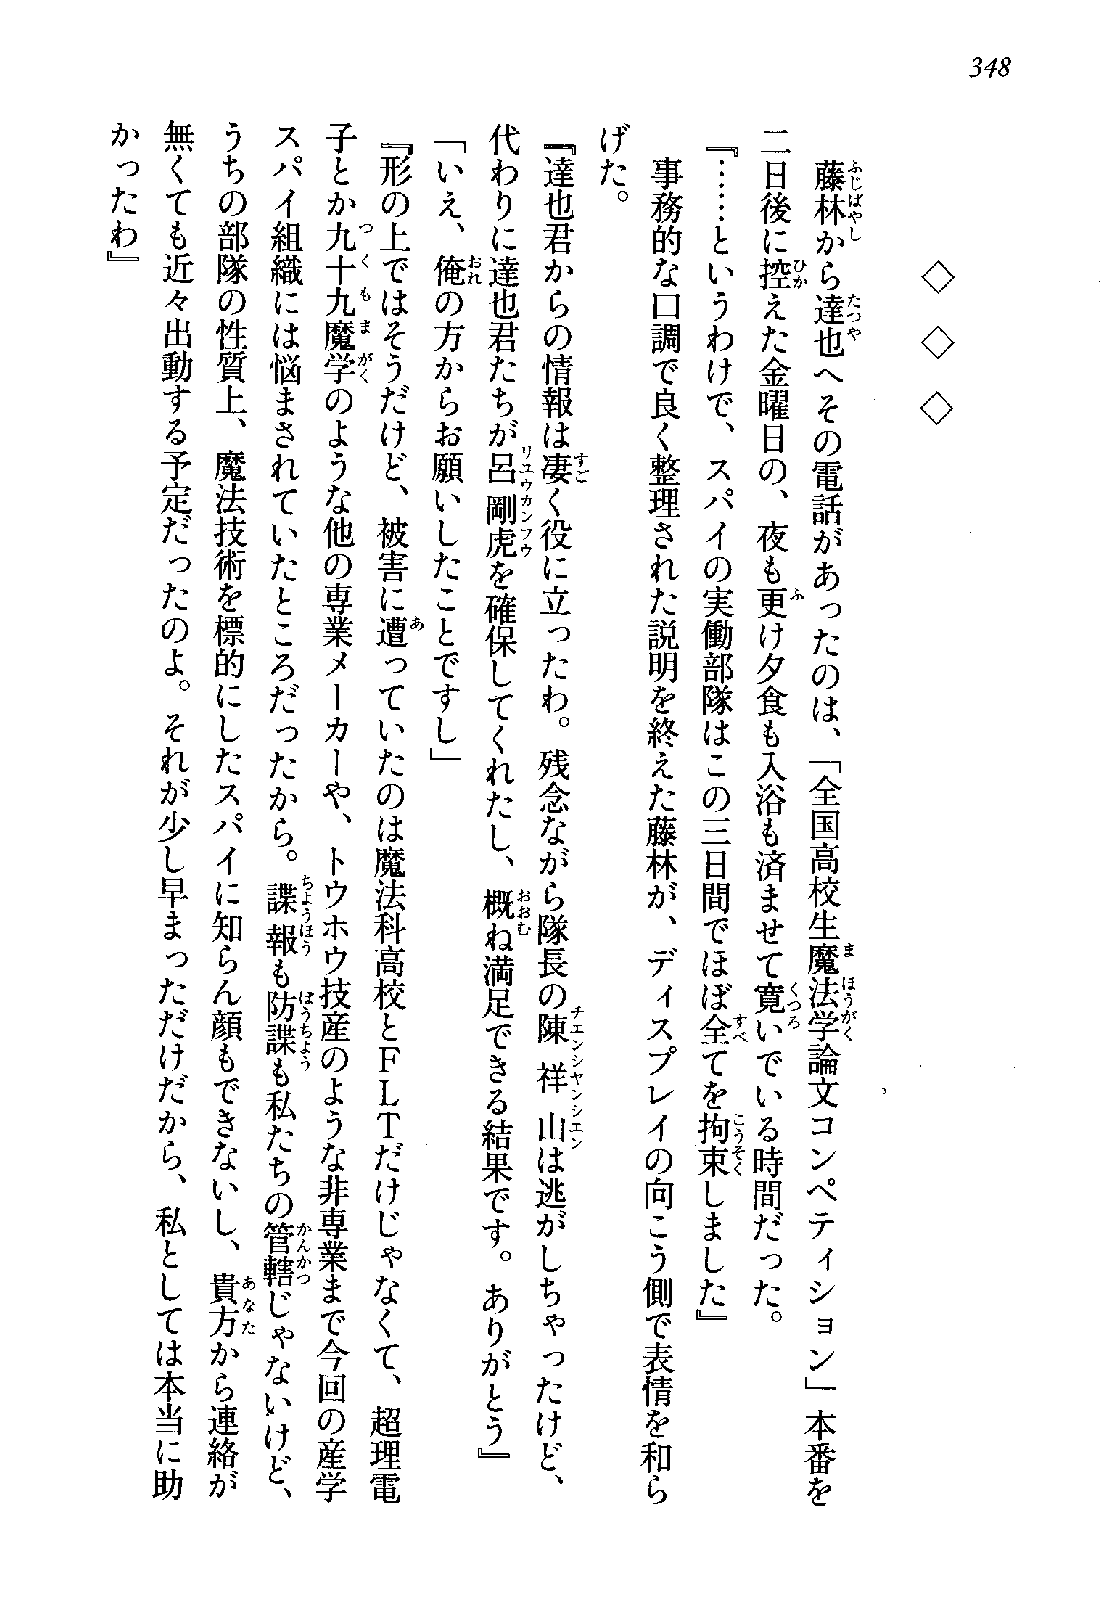 348
◇ ◇ ◇
藤林から達也へその電話があったのは、「全国高校生魔法学論文コンペティション」本番を
二日後に控えた金曜日の、夜も更け夕食も入浴も済ませて寛いでいる時間だった。
『……というわけで、スパイの実働部隊はこの三日間でほぼ全てを拘束しました』
事務的な口調で良く整理された説明を終えた藤林が、ディスプレイの向こう側で表情を和ら
げた。
『達也君からの情報は凄く役に立ったわ。残念ながら隊長の陳祥山は逃がしちゃったけど、
代わりに達也君たちが呂剛虎を確保してくれたし、概ね満足できる結果です。ありがとう』
「いえ、俺の方からお願いしたことですし」
『形の上ではそうだけど、被害に遭っていたのは魔法科高校とＦＬＴだけじゃなくて、超理電
子とか九十九魔学のような他の専業メーカーや、トウホウ技産のような非専業まで今回の産学
スパイ組織には悩まされていたところだったから。諜報も防諜も私たちの管轄じゃないけど、
うちの部隊の性質上、魔法技術を標的にしたスパイに知らん顔もできないし、貴方から連絡が
無くても近々出動する予定だったのよ。それが少し早まっただけだから、私としては本当に助
かったわ』